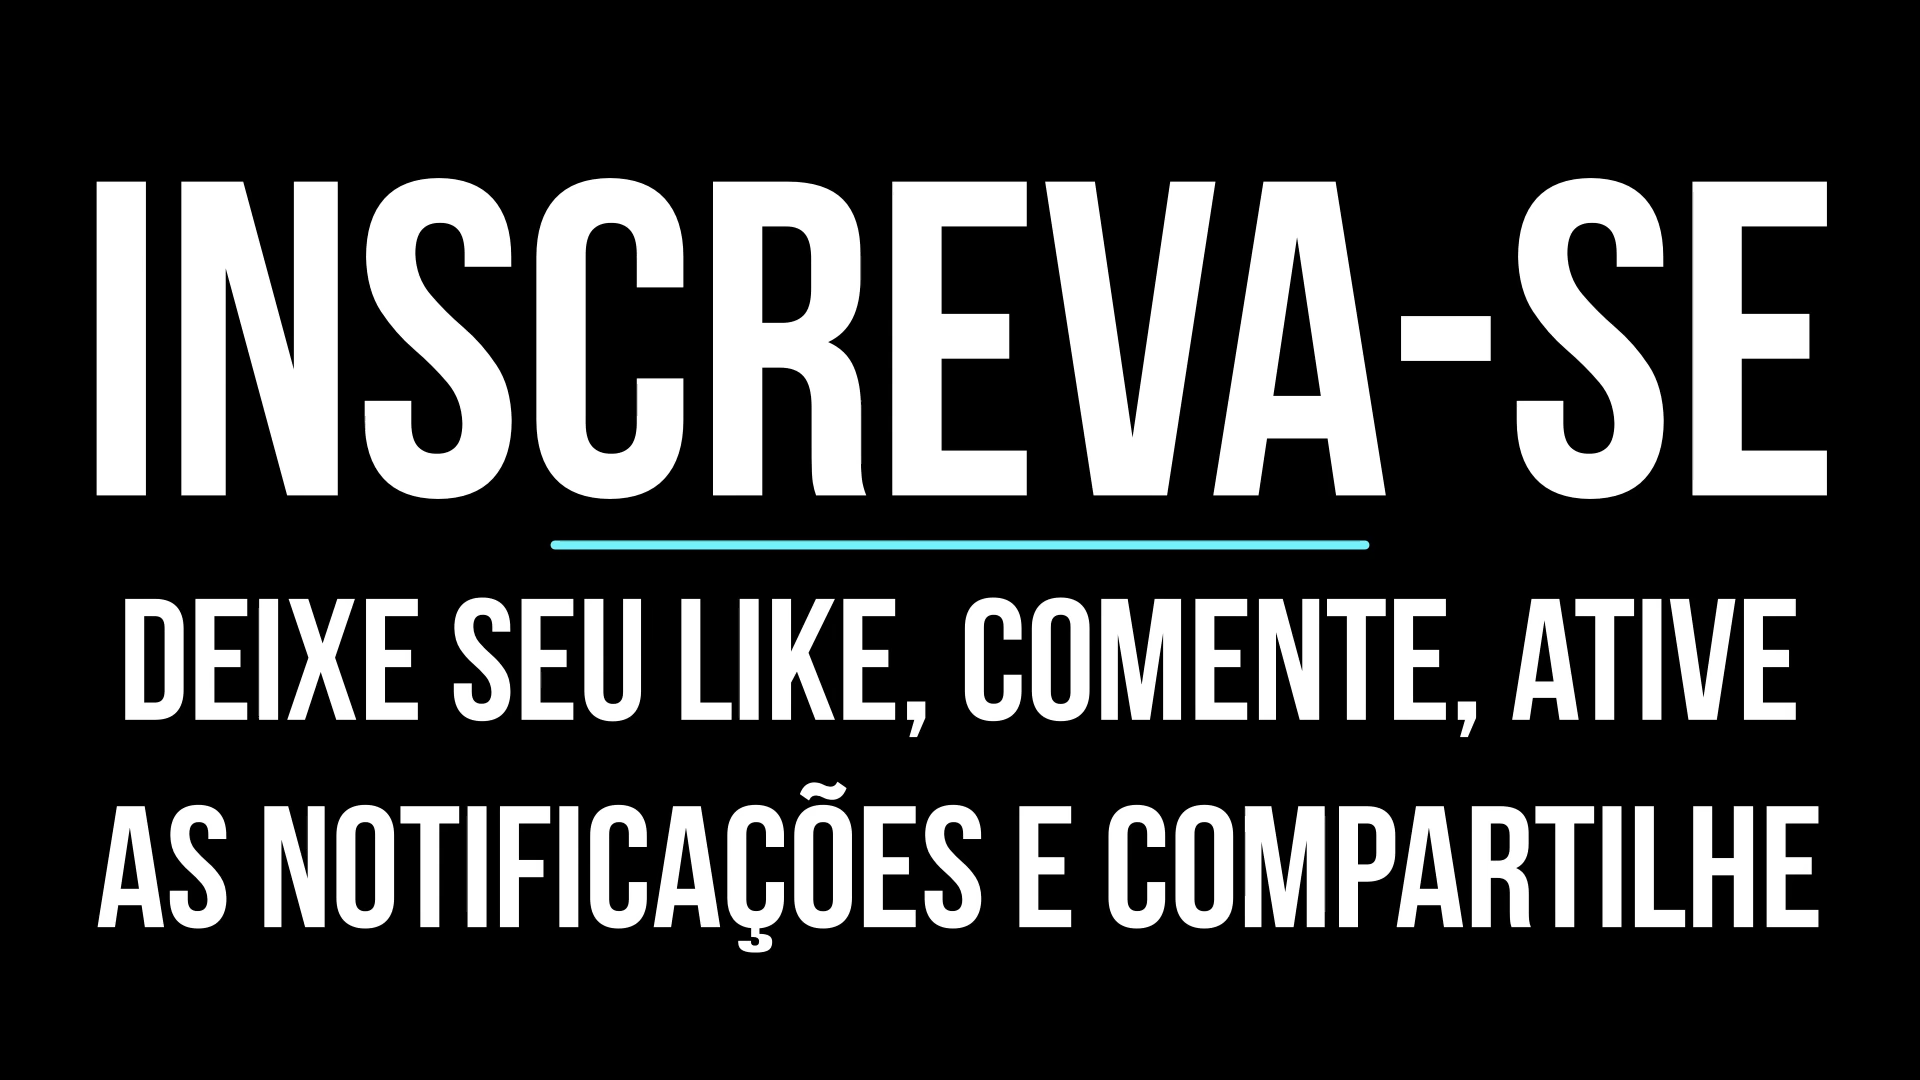 INSCREVA-SE
DEIXE SEU LIKE, COMENTE, ATIVE
AS NOTIFICAÇÕES E COMPARTILHE